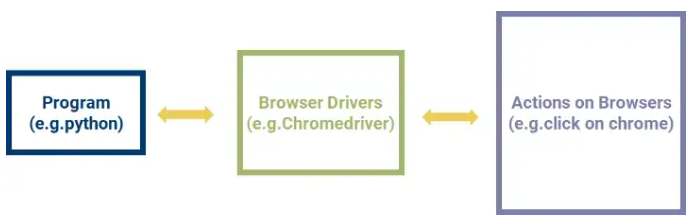 Program
(e.g.python)
Browser Drivers
(e.g.Chromedriver)
Actions on Browsers
(e.g.click on chrome)